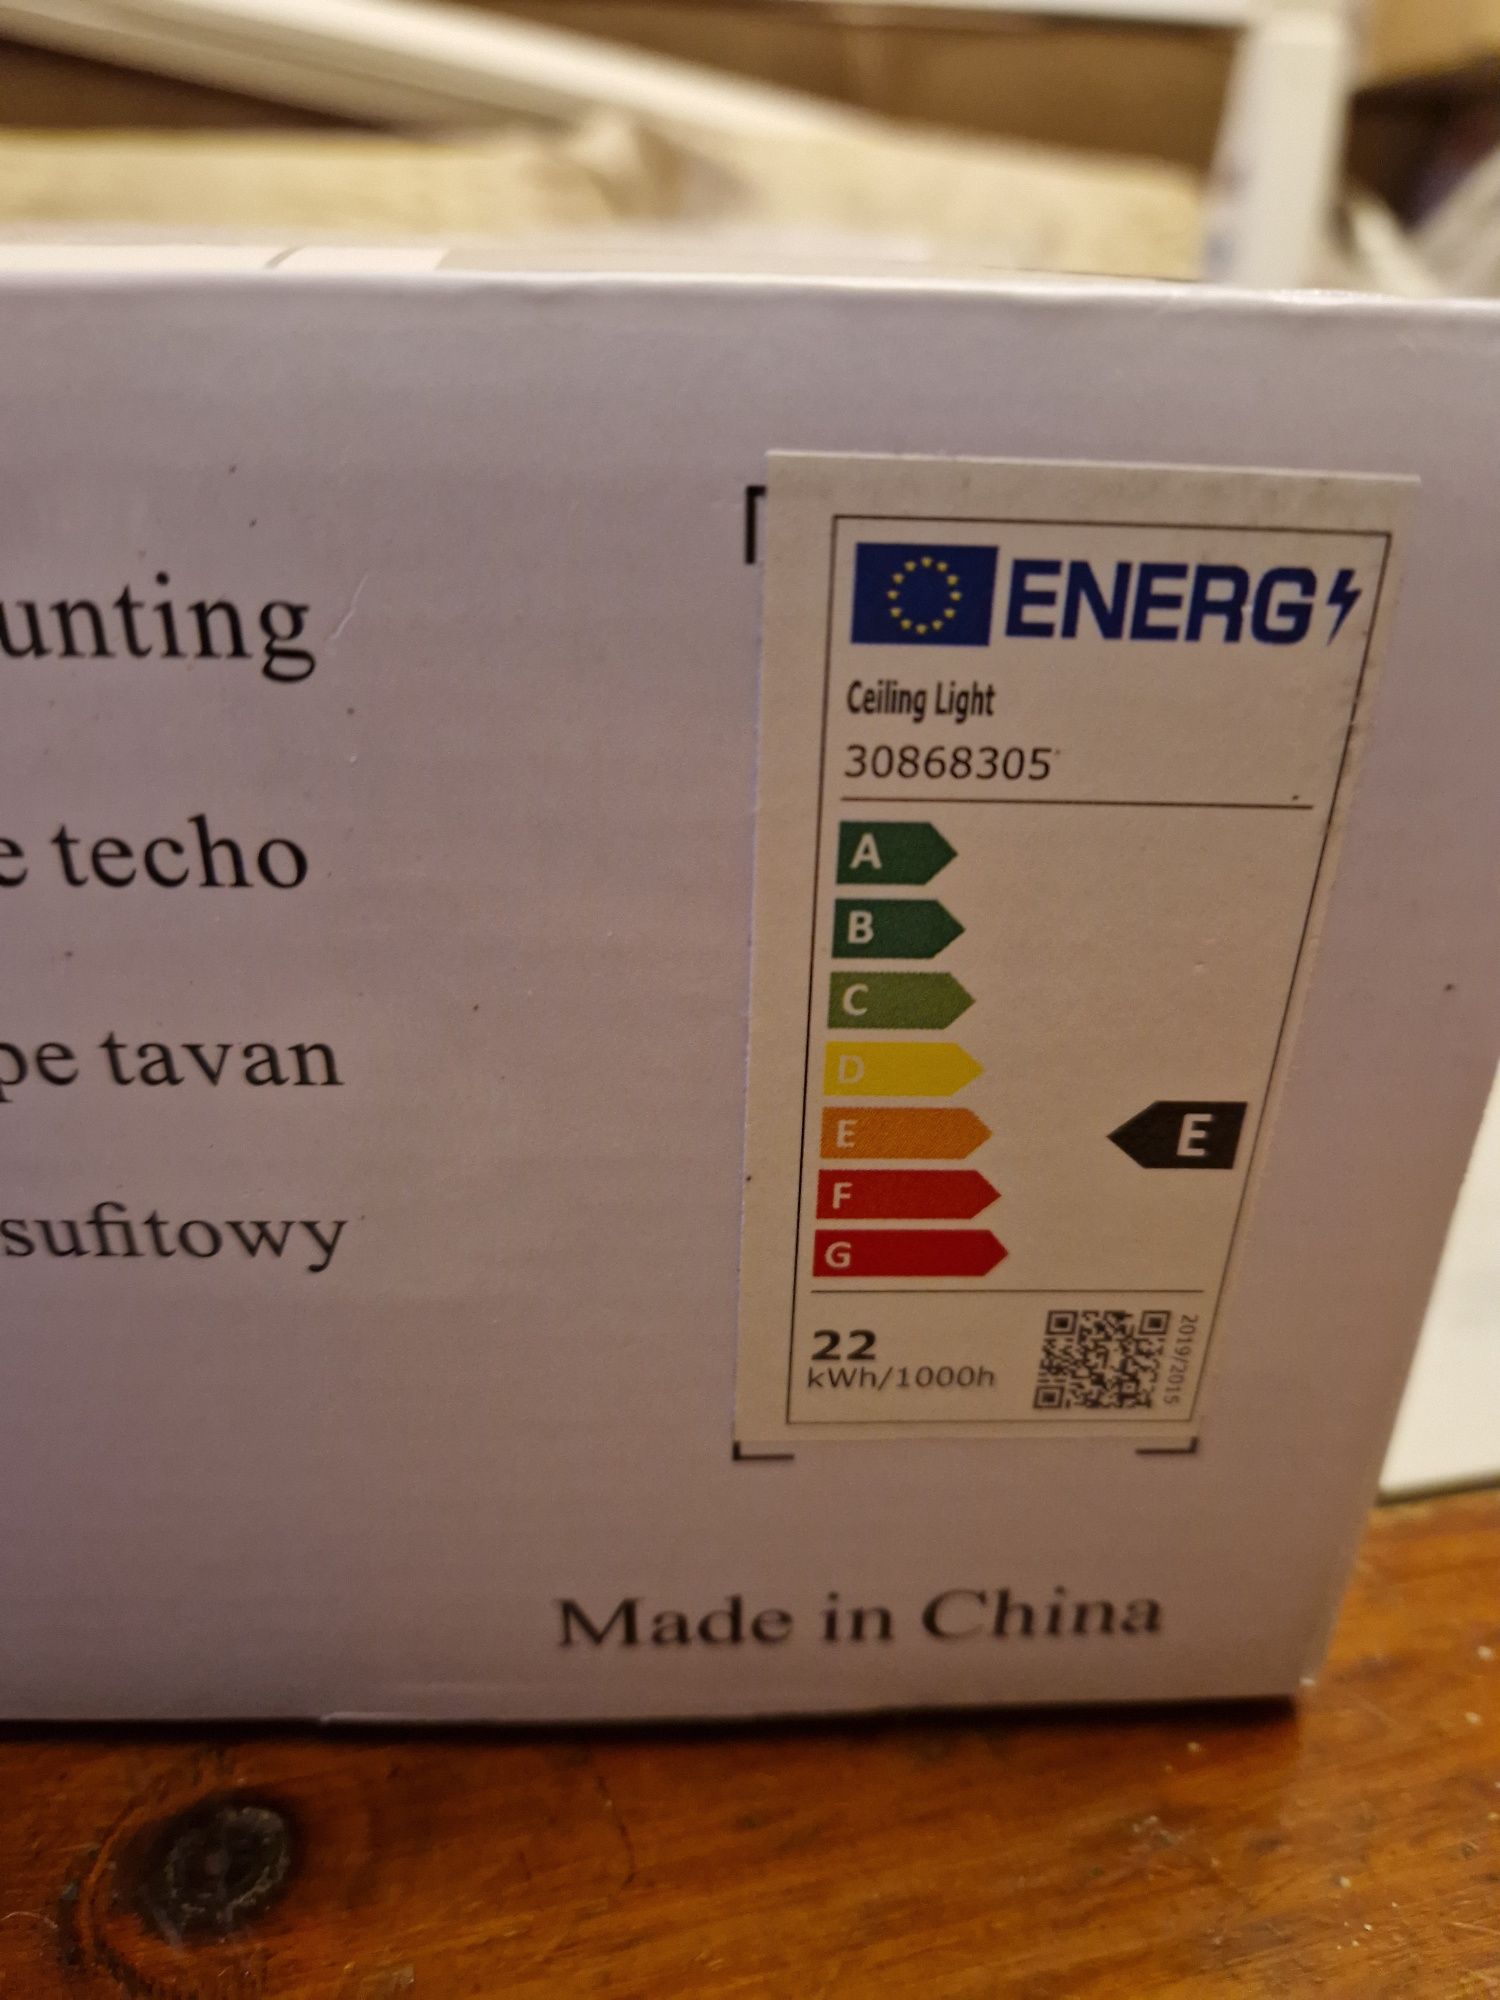 unting
e techo
pe tavan
sufitowy
ENERG
Ceiling Light
30868305
A
B
C
D
E
E
F
G
22
kWh/1000h
2019/2015
Made in China